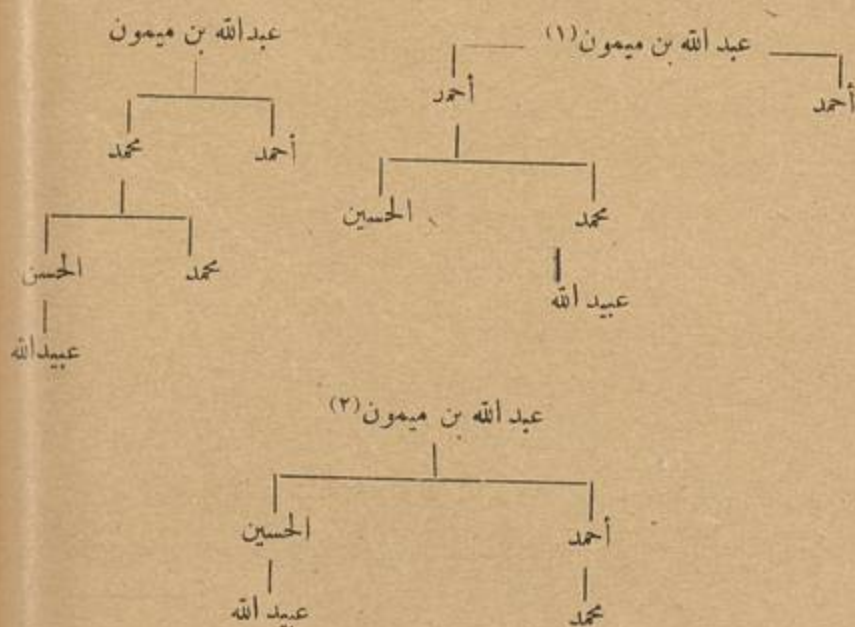 عبد الله بن ميمون(١)
أحمد
أحمد
محمد
الحسين
عبيد الله
عبدالله بن ميمون
أحمد
محمد
محمد
الحسن
عبيدالله
عبد الله بن ميمون(٢)
أحمد
الحسين
محمد
عبيد الله